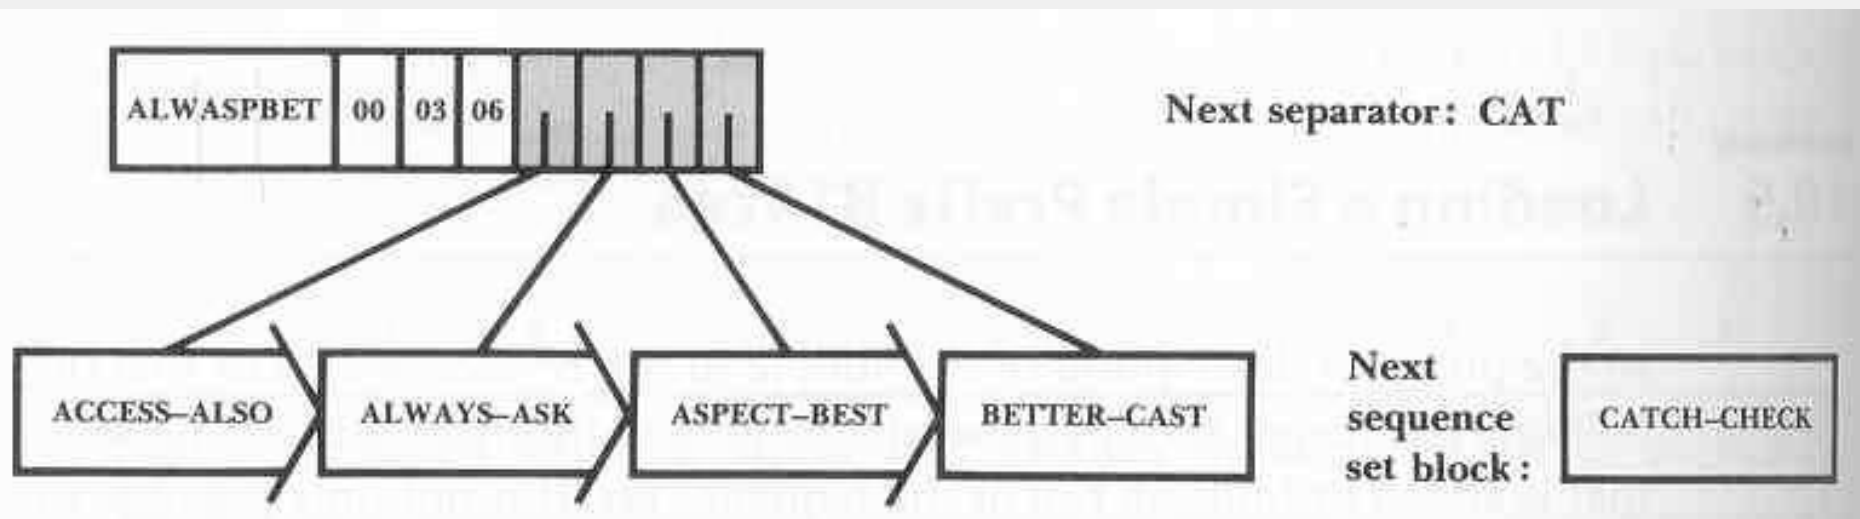 ALWASPBET 00 03 06
Next separator: CAT
ACCESS–ALSO
ALWAYS–ASK
ASPECT–BEST
BETTER–CAST
Next
sequence
set block:
CATCH–CHECK